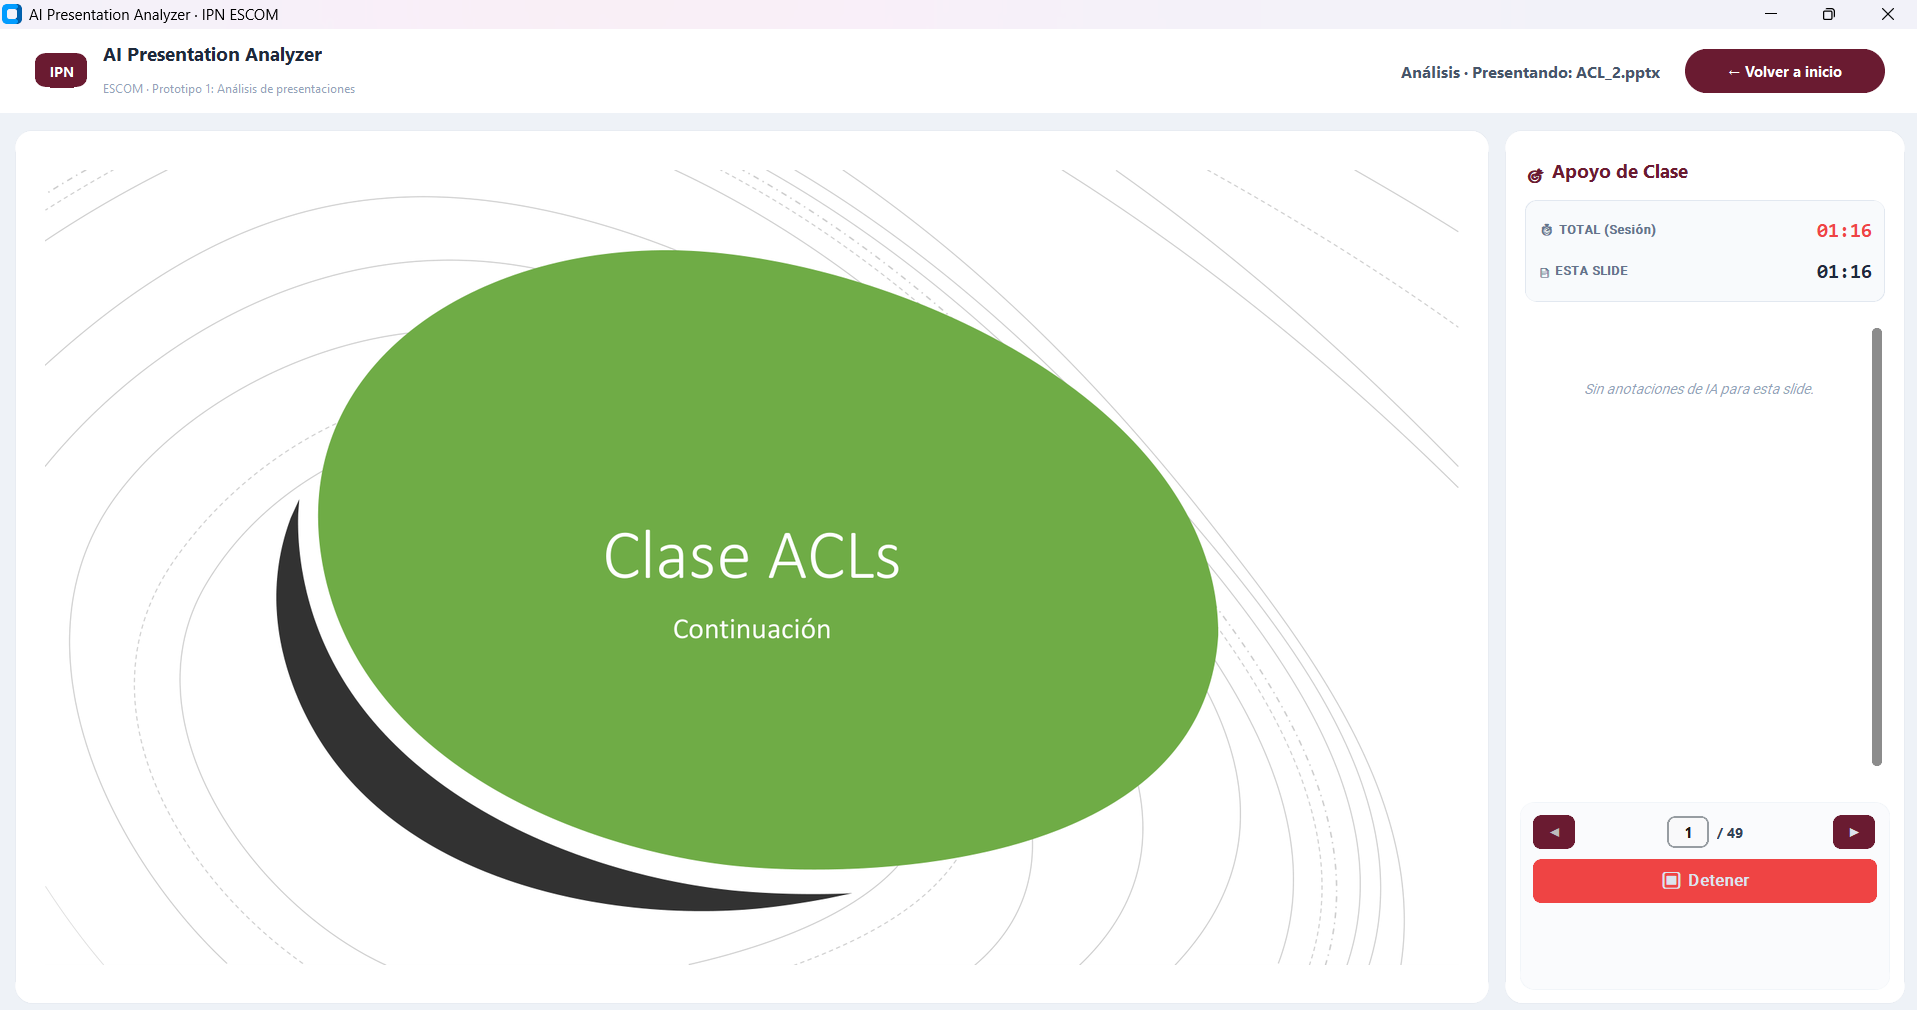 AI Presentation Analyzer · IPN ESCOM
IPN
AI Presentation Analyzer
ESCOM · Prototipo 1: Análisis de presentaciones
Análisis · Presentando: ACL_2.pptx
← Volver a inicio
Clase ACLs
Continuación
Apoyo de Clase
TOTAL (Sesión) 01:16
ESTA SLIDE 01:16
Sin anotaciones de IA para esta slide.
1 / 49
Detener